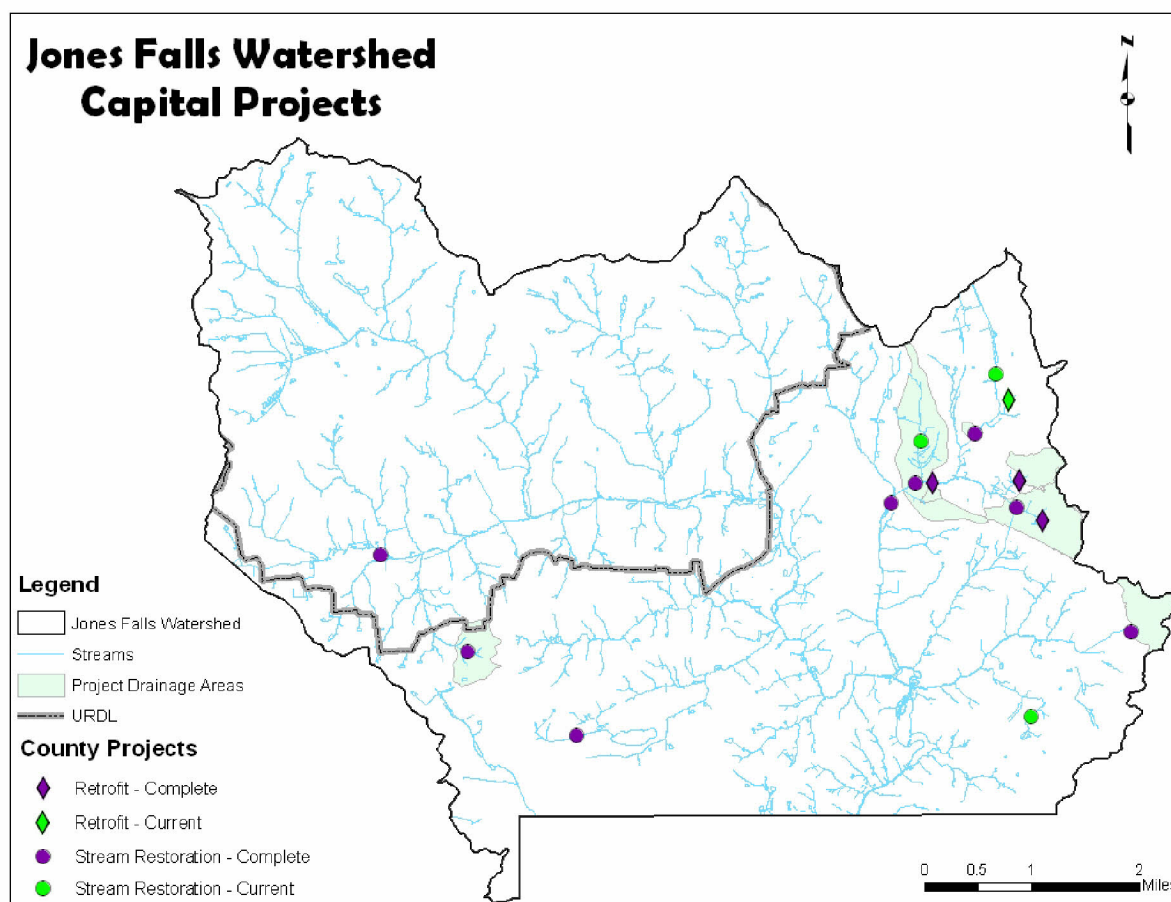 Jones Falls Watershed
Capital Projects
N
Legend
Jones Falls Watershed
Streams
Project Drainage Areas
URDL
County Projects
Retrofit - Complete
Retrofit - Current
Stream Restoration - Complete
Stream Restoration - Current
0 0.5 1 2
Miles